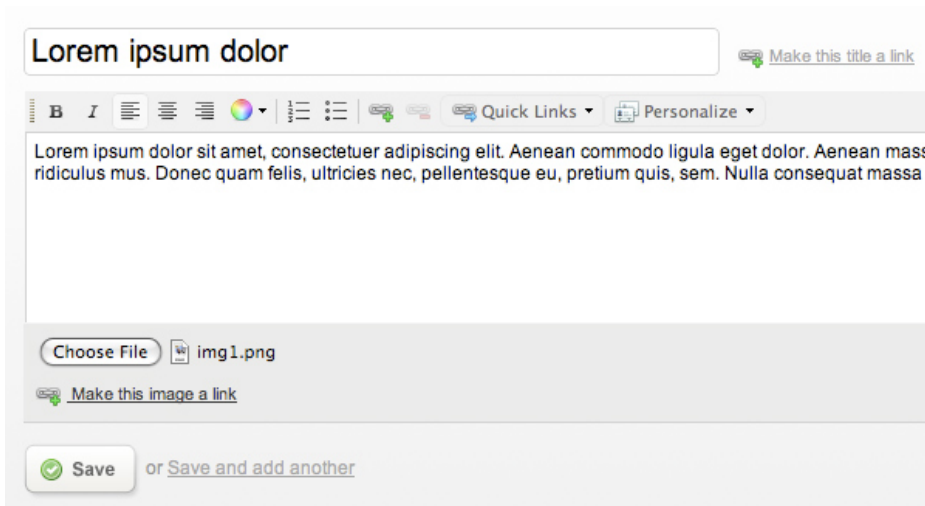 Lorem ipsum dolor
Make this title a link
B I Quick Links Personalize
Lorem ipsum dolor sit amet, consectetuer adipiscing elit. Aenean commodo ligula eget dolor. Aenean mass
ridiculus mus. Donec quam felis, ultricies nec, pellentesque eu, pretium quis, sem. Nulla consequat massa
Choose File img1.png
Make this image a link
Save or Save and add another